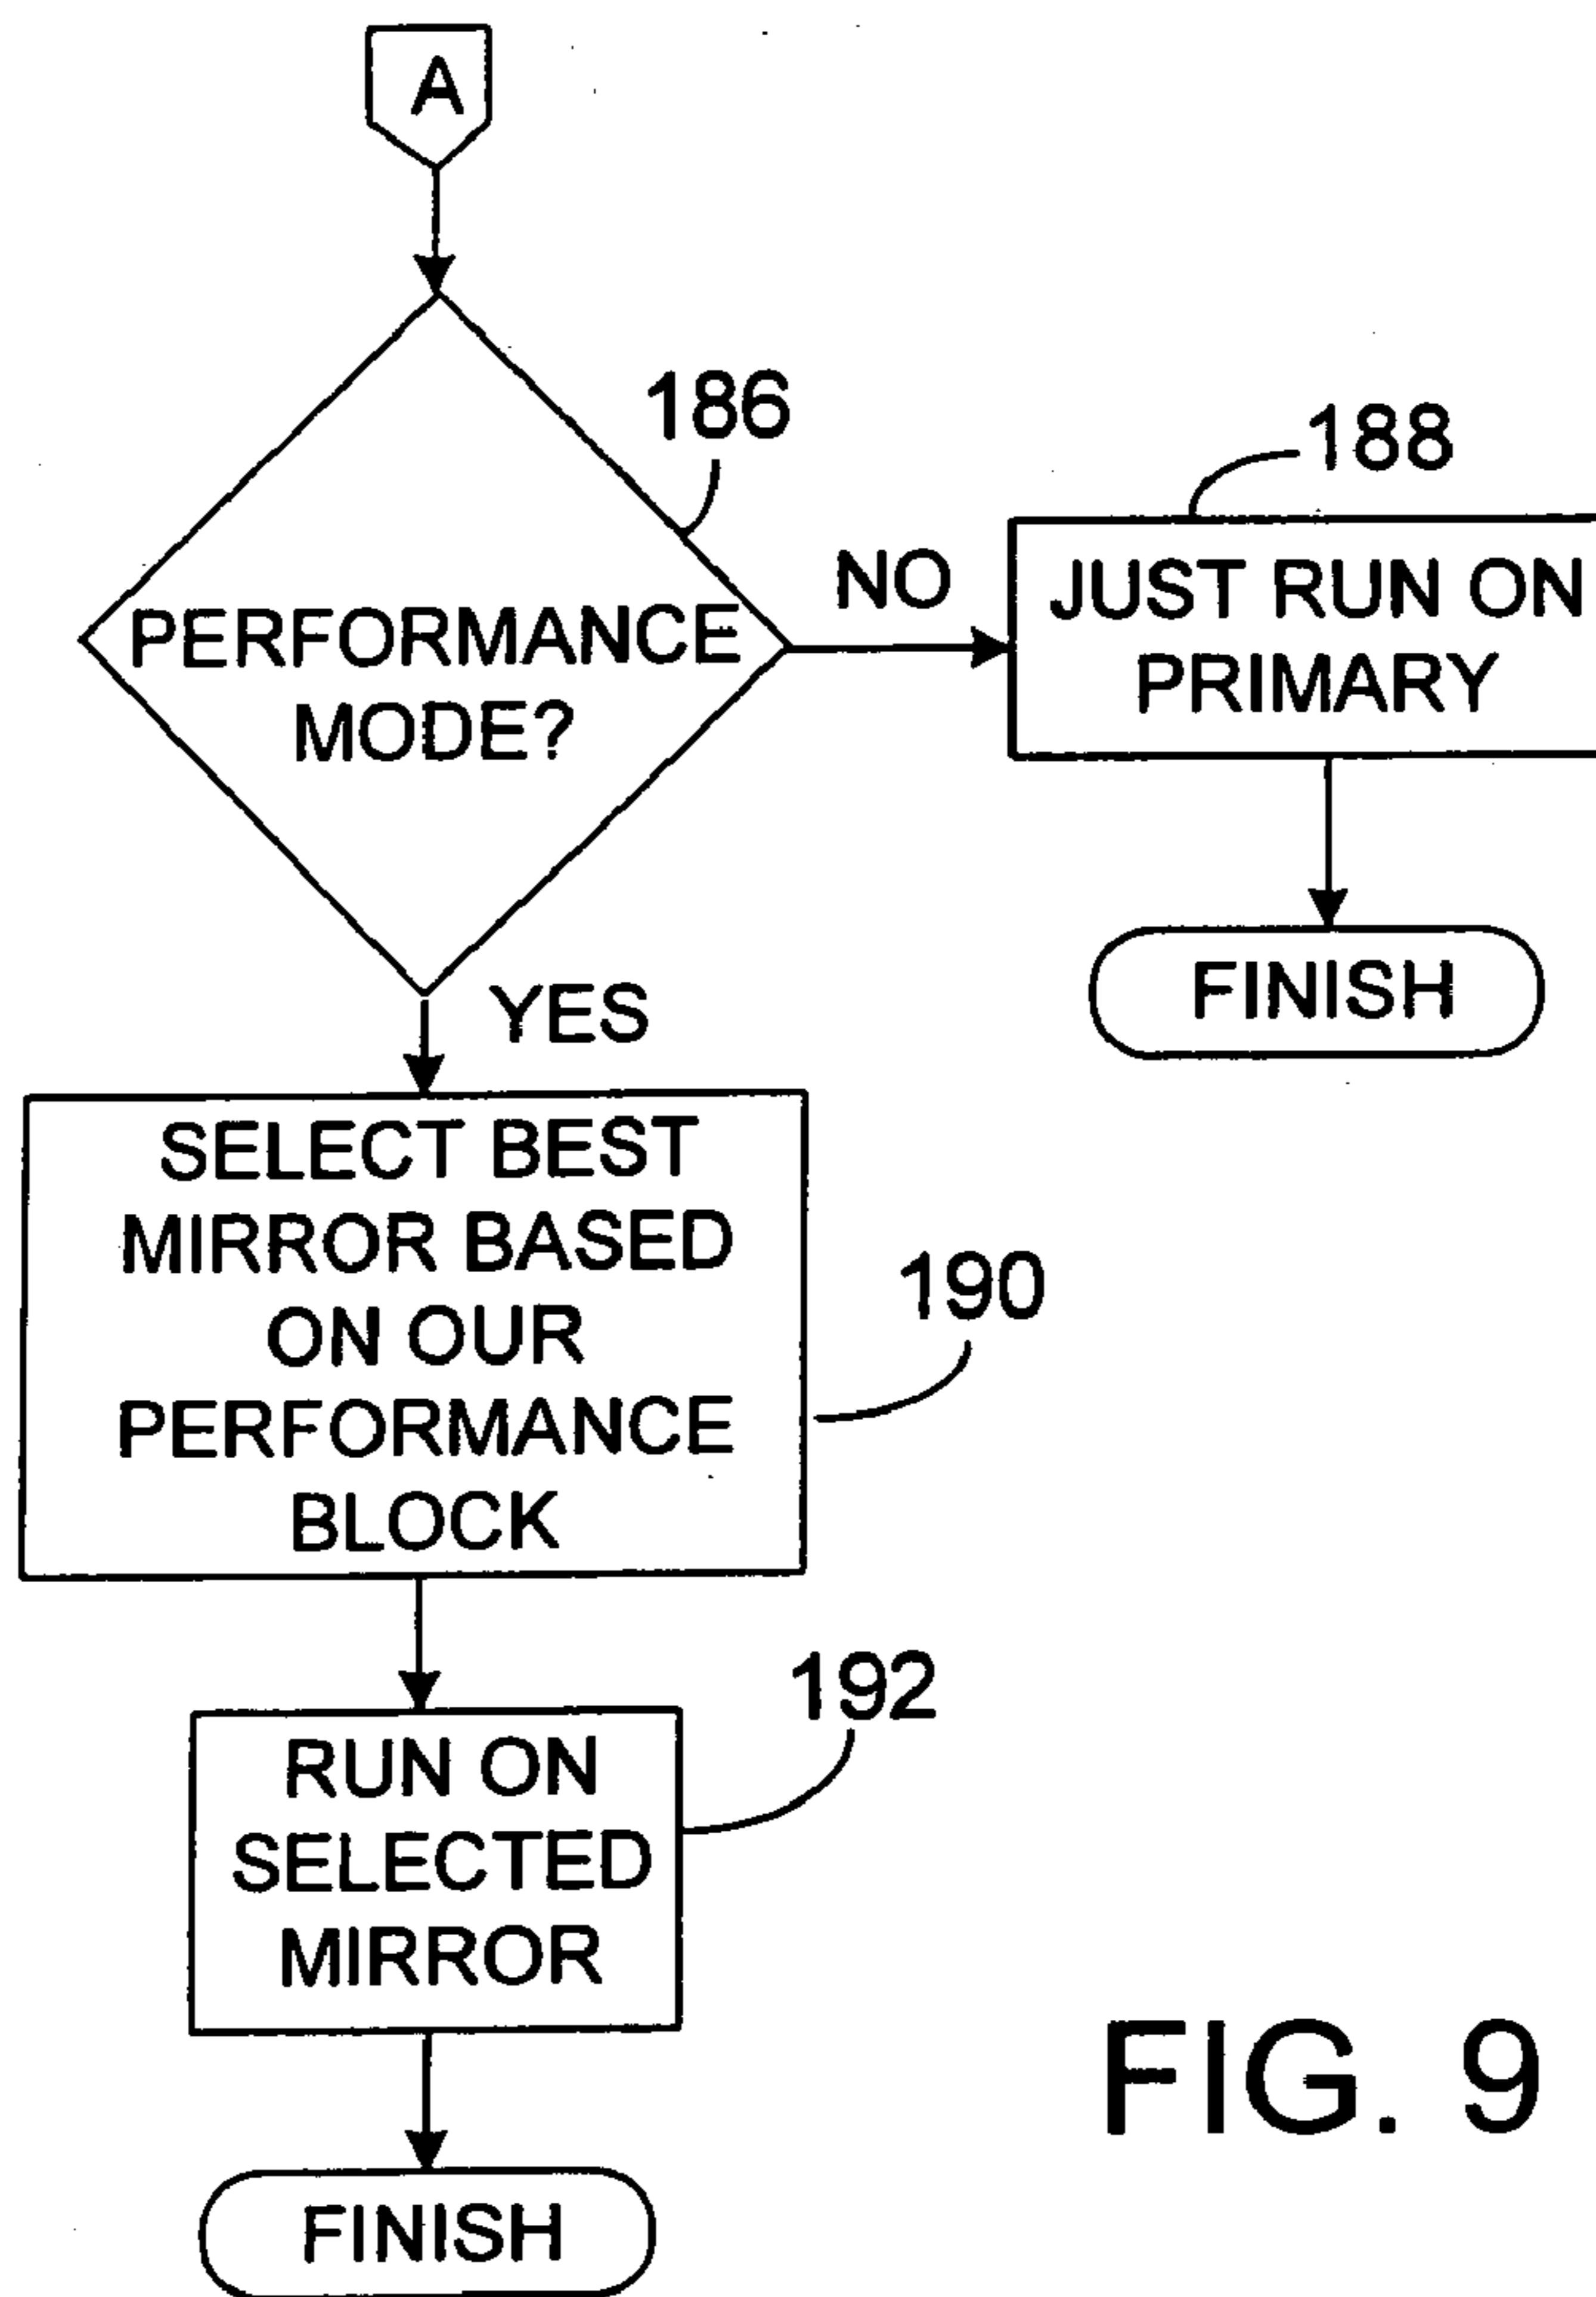 A
186
PERFORMANCE
MODE?
NO
188
JUST RUN ON
PRIMARY
FINISH
YES
SELECT BEST
MIRROR BASED
ON OUR
PERFORMANCE
BLOCK
190
RUN ON
SELECTED
MIRROR
192
FINISH
FIG. 9